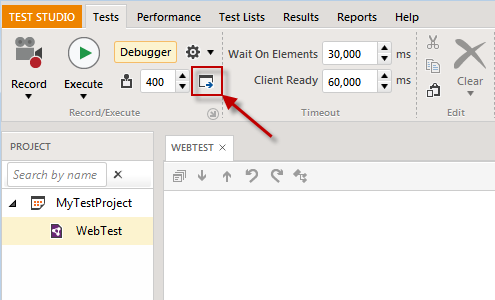 TEST STUDIO Tests Performance Test Lists Results Reports Help
Debugger Wait On Elements 30,000 ms
Record Execute 400 Client Ready 60,000 ms Clear
Record/Execute Timeout Edit
PROJECT WEBTEST
Search by name
MyTestProject
WebTest